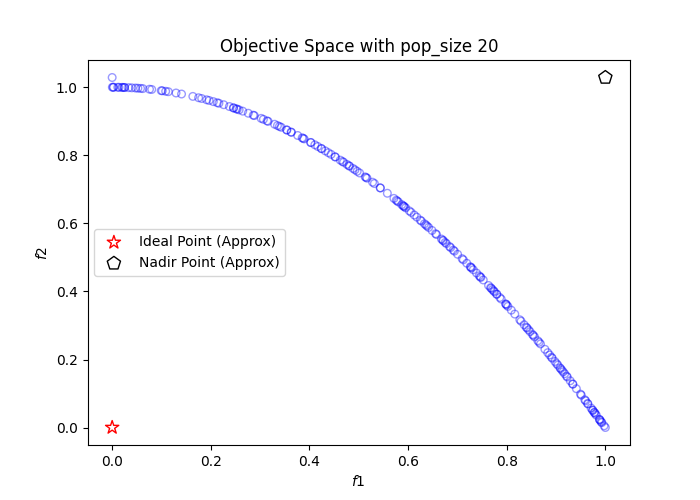 Objective Space with pop_size 20
1.0
0.8
0.6
0.4
0.2
0.0
f2
Ideal Point (Approx)
Nadir Point (Approx)
0.0 0.2 0.4 0.6 0.8 1.0
f1